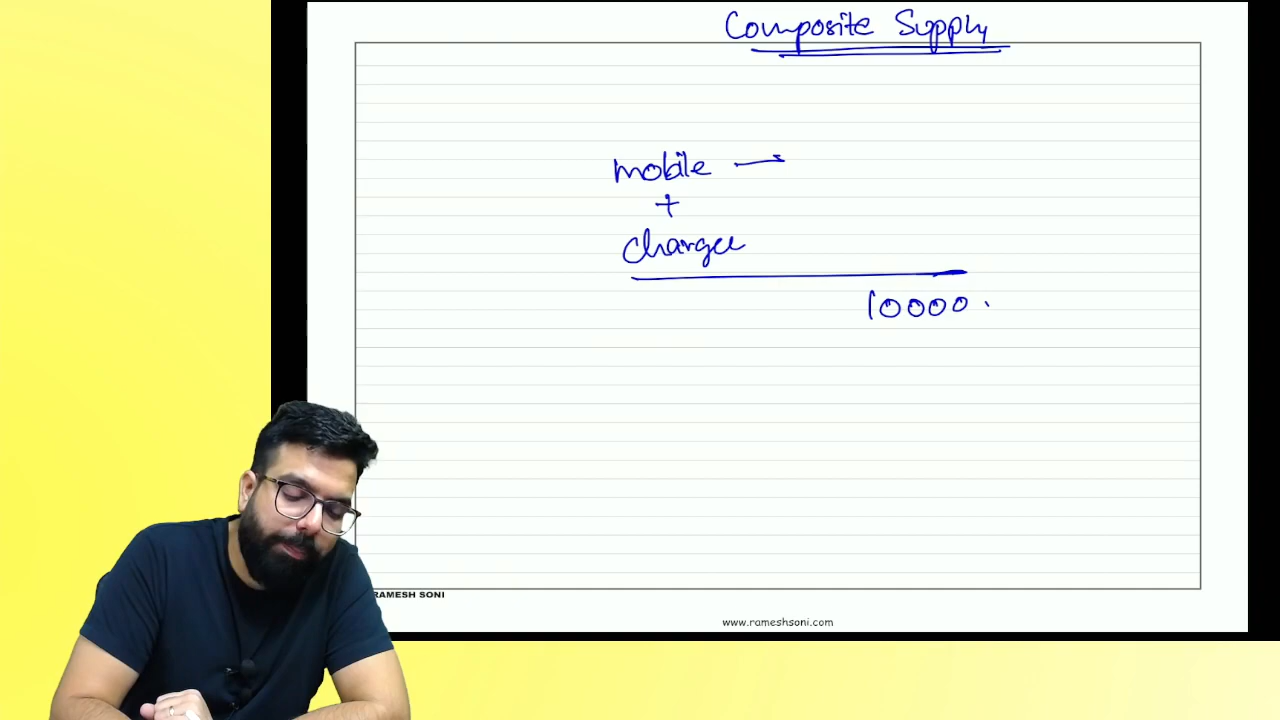 Composite Supply
mobile →
+
charger
10000.
RAMESH SONI
www.rameshsoni.com